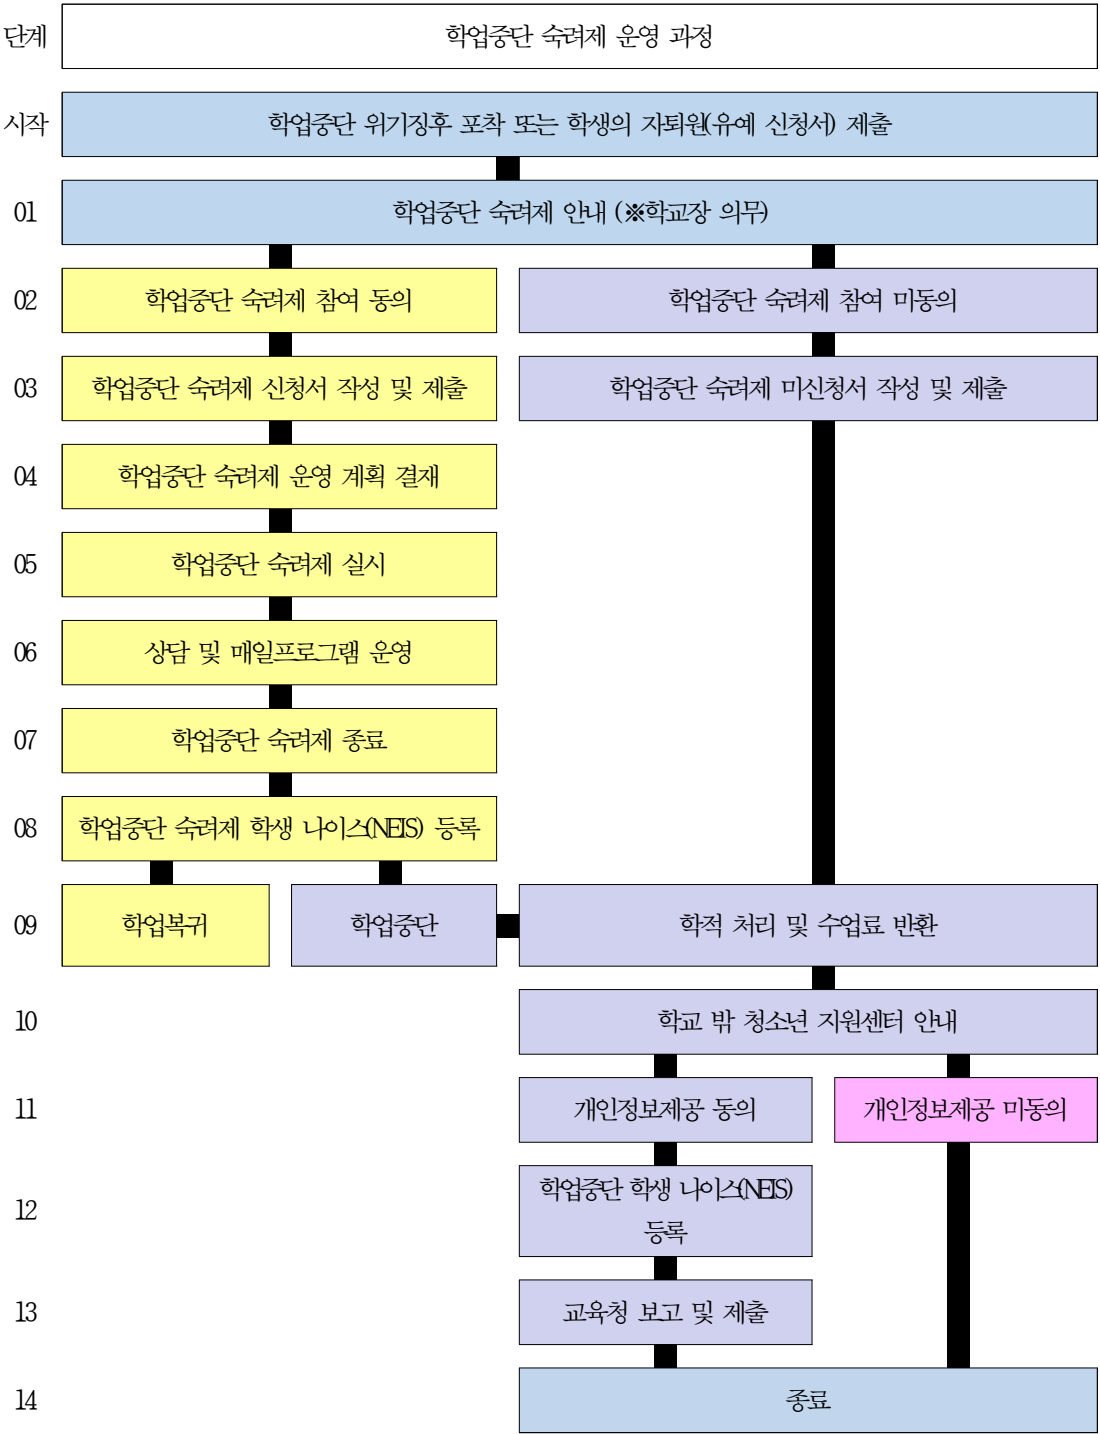 단계
학업중단 숙려제 운영 과정
시작
학업중단 위기징후 포착 또는 학생의 자퇴원(유예 신청서) 제출
01
학업중단 숙려제 안내 (※학교장 의무)
02
학업중단 숙려제 참여 동의
학업중단 숙려제 참여 미동의
03
학업중단 숙려제 신청서 작성 및 제출
학업중단 숙려제 미신청서 작성 및 제출
04
학업중단 숙려제 운영 계획 결재
05
학업중단 숙려제 실시
06
상담 및 매일프로그램 운영
07
학업중단 숙려제 종료
08
학업중단 숙려제 학생 나이스(NEIS) 등록
09
학업복귀
학업중단
학적 처리 및 수업료 반환
10
학교 밖 청소년 지원센터 안내
11
개인정보제공 동의
개인정보제공 미동의
12
학업중단 학생 나이스(NEIS)
등록
13
교육청 보고 및 제출
14
종료